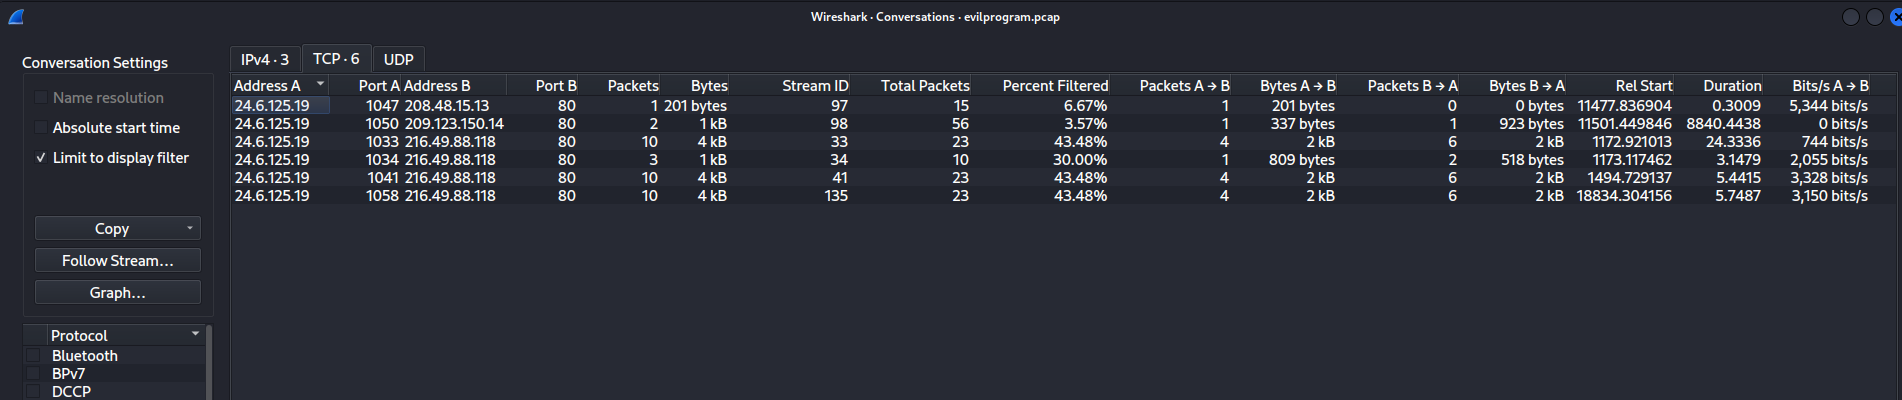 Wireshark · Conversations · evilprogram.pcap
Conversation Settings
Name resolution
Absolute start time
Limit to display filter
Copy
Follow Stream...
Graph...
Protocol
Bluetooth
BPv7
DCCP
IPv4 · 3 TCP · 6 UDP
Address A Port A Address B Port B Packets Bytes Stream ID Total Packets Percent Filtered Packets A → B Bytes A → B Packets B → A Bytes B → A Rel Start Duration Bits/s A → B
24.6.125.19 1047 208.48.15.13 80 1 201 bytes 97 15 6.67% 1 201 bytes 0 0 bytes 11477.836904 0.3009 5,344 bits/s
24.6.125.19 1050 209.123.150.14 80 2 1 kB 98 56 3.57% 1 337 bytes 1 923 bytes 11501.449846 8840.4438 0 bits/s
24.6.125.19 1033 216.49.88.118 80 10 4 kB 33 23 43.48% 4 2 kB 6 2 kB 1172.921013 24.3336 744 bits/s
24.6.125.19 1034 216.49.88.118 80 3 1 kB 34 10 30.00% 1 809 bytes 2 518 bytes 1173.117462 3.1479 2,055 bits/s
24.6.125.19 1041 216.49.88.118 80 10 4 kB 41 23 43.48% 4 2 kB 6 2 kB 1494.729137 5.4415 3,328 bits/s
24.6.125.19 1058 216.49.88.118 80 10 4 kB 135 23 43.48% 4 2 kB 6 2 kB 18834.304156 5.7487 3,150 bits/s